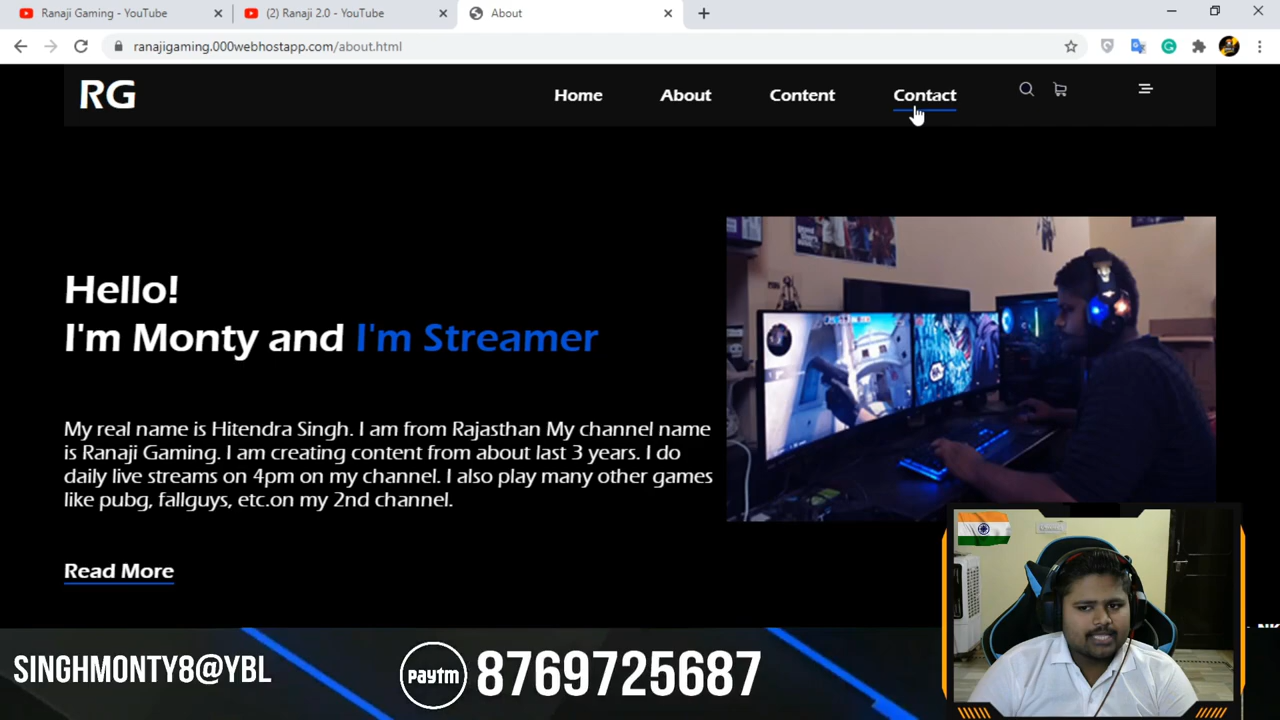 Ranaji Gaming - YouTube
(2) Ranaji 2.0 - YouTube
About
ranajigaming.000webhostapp.com/about.html
RG
Home
About
Content
Contact
Hello!
I'm Monty and I'm Streamer
My real name is Hitendra Singh. I am from Rajasthan My channel name
is Ranaji Gaming. I am creating content from about last 3 years. I do
daily live streams on 4pm on my channel. I also play many other games
like pubg, fallguys, etc.on my 2nd channel.
Read More
SINGHMONTY8@YBL
paytm
8769725687